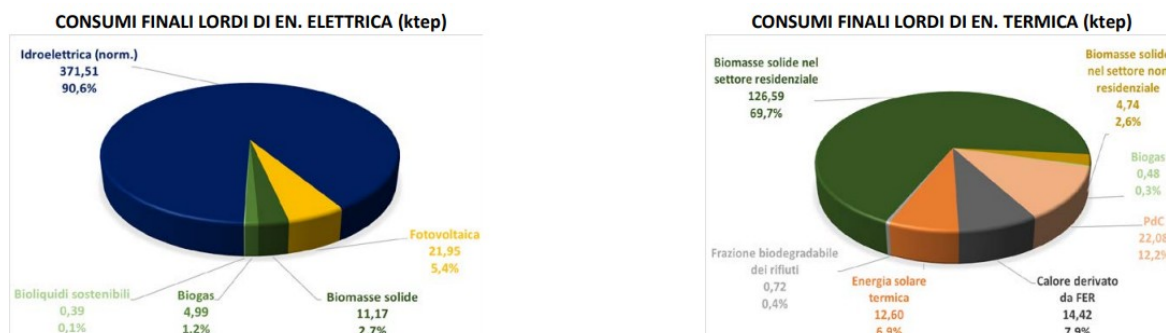 CONSUMI FINALI LORDI DI EN. ELETTRICA (ktep)
Idroelettrica (norm.)
371,51
90,6%
Fotovoltaica
21,95
5,4%
Bioliquidi sostenibili
0,39
0,1%
Biogas
4,99
1,2%
Biomasse solide
11,17
2,7%
CONSUMI FINALI LORDI DI EN. TERMICA (ktep)
Biomasse solide nel
settore residenziale
126,59
69,7%
Biomasse solide
nel settore non
residenziale
4,74
2,6%
Biogas
0,48
0,3%
PdC
22,08
12,2%
Frazione biodegradabile
dei rifiuti
0,72
0,4%
Energia solare
termica
12,60
6,9%
Calore derivato
da FER
14,42
7,9%